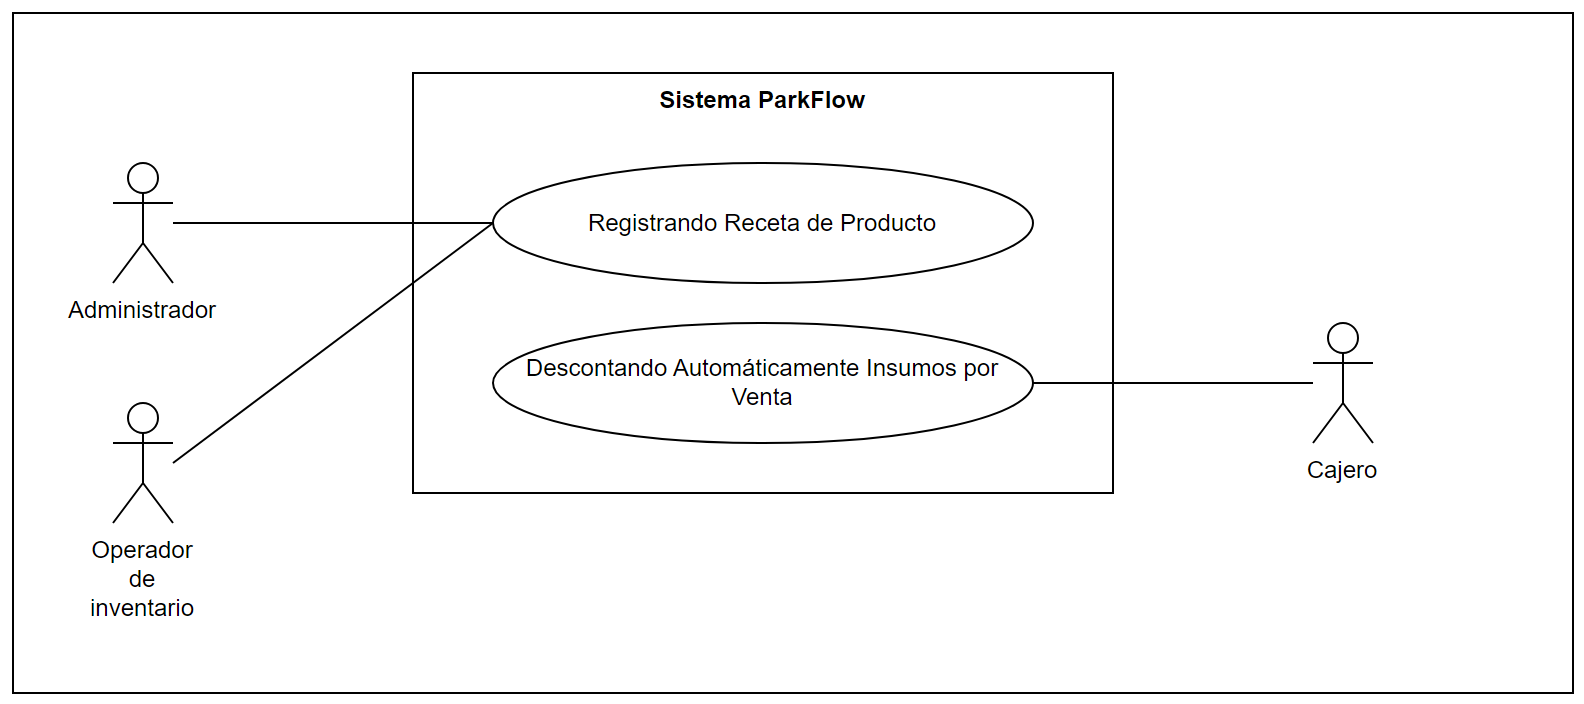 Sistema ParkFlow
Registrando Receta de Producto
Administrador
Descontando Automáticamente Insumos por
Venta
Cajero
Operador
de
inventario